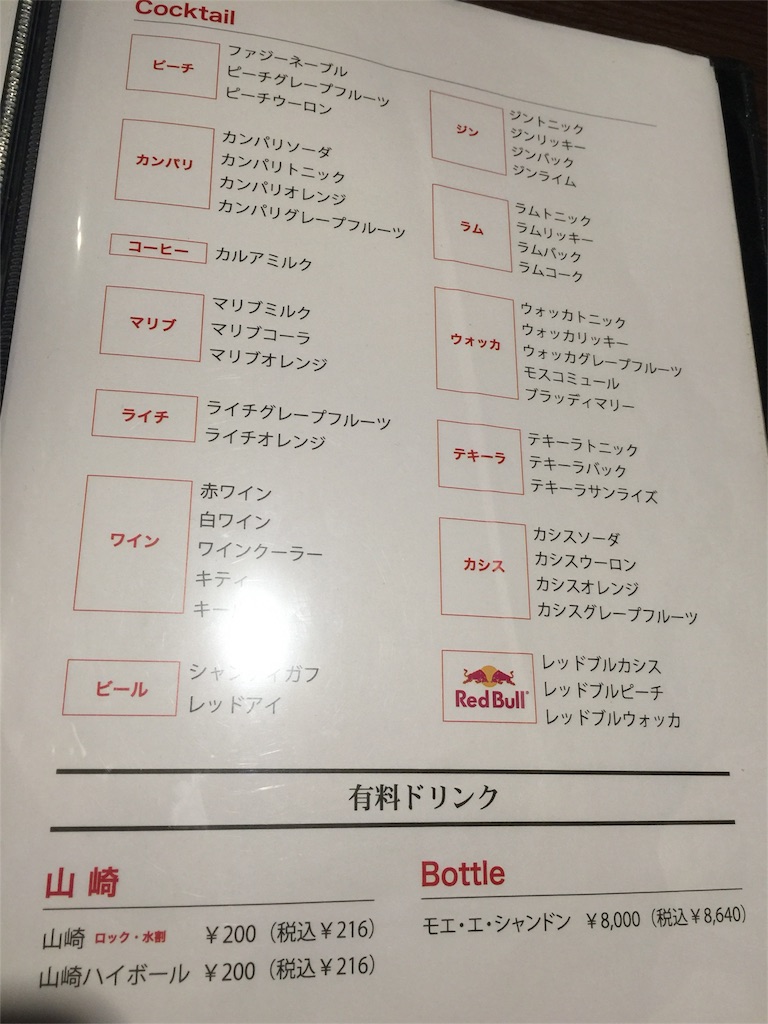 Cocktail
ピーチ
ファジーネーブル
ピーチグレープフルーツ
ピーチウーロン
カンパリ
カンパリソーダ
カンパリトニック
カンパリオレンジ
カンパリグレープフルーツ
コーヒー
カルアミルク
マリブ
マリブミルク
マリブコーラ
マリブオレンジ
ライチ
ライチグレープフルーツ
ライチオレンジ
ワイン
赤ワイン
白ワイン
ワインクーラー
キティ
キー
ビール
シャンディガフ
レッドアイ
ジン
ジントニック
ジンリッキー
ジンバック
ジンライム
ラム
ラムトニック
ラムリッキー
ラムバック
ラムコーク
ウォッカ
ウォッカトニック
ウォッカリッキー
ウォッカグレープフルーツ
モスコミュール
ブラッディマリー
テキーラ
テキーラトニック
テキーラバック
テキーラサンライズ
カシス
カシスソーダ
カシスウーロン
カシスオレンジ
カシスグレープフルーツ
Red Bull
レッドブルカシス
レッドブルピーチ
レッドブルウォッカ
有料ドリンク
山崎
山崎 ロック・水割 ￥200（税込￥216）
山崎ハイボール ￥200（税込￥216）
Bottle
モエ・エ・シャンドン ￥8,000（税込￥8,640）